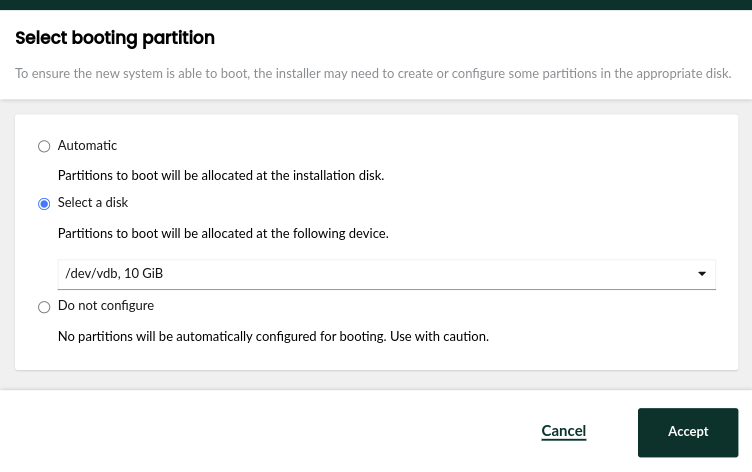 Select booting partition
To ensure the new system is able to boot, the installer may need to create or configure some partitions in the appropriate disk.
Automatic
Partitions to boot will be allocated at the installation disk.
Select a disk
Partitions to boot will be allocated at the following device.
/dev/vdb, 10 GiB
Do not configure
No partitions will be automatically configured for booting. Use with caution.
Cancel
Accept